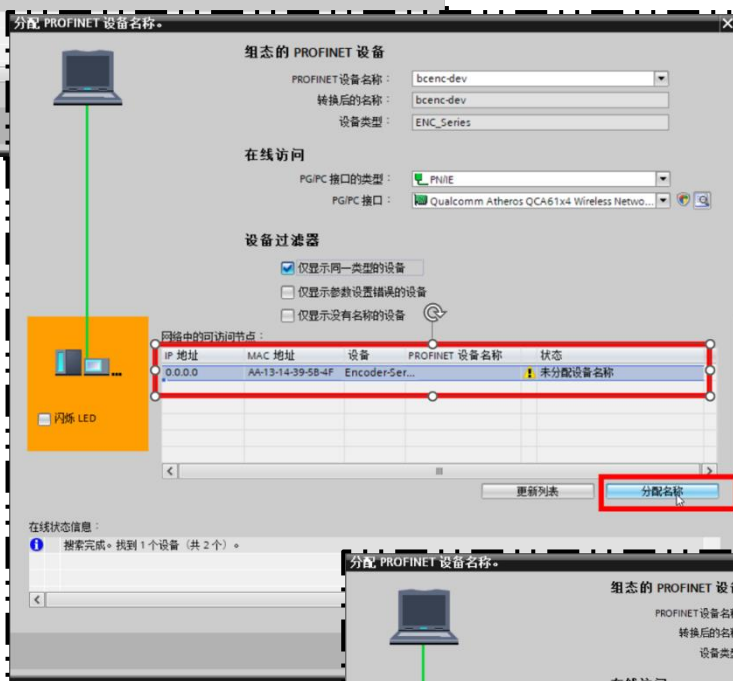 分配 PROFINET 设备名称。
组态的 PROFINET 设备
PROFINET设备名称： bcenc-dev
转换后的名称： bcenc-dev
设备类型： ENC_Series
在线访问
PG/PC 接口的类型： PN/IE
PG/PC 接口： Qualcomm Atheros QCA61x4 Wireless Netwo...
设备过滤器
仅显示同一类型的设备
仅显示参数设置错误的设备
仅显示没有名称的设备
网络中的可访问节点：
IP 地址 MAC 地址 设备 PROFINET 设备名称 状态
0.0.0.0 AA-13-14-39-5B-4F Encoder-Ser... 未分配设备名称
闪烁 LED
更新列表 分配名称
在线状态信息：
搜索完成。找到 1 个设备（共 2 个）。
分配 PROFINET 设备名称。
组态的 PROFINET 设
PROFINET设备名
转换后的名
设备类